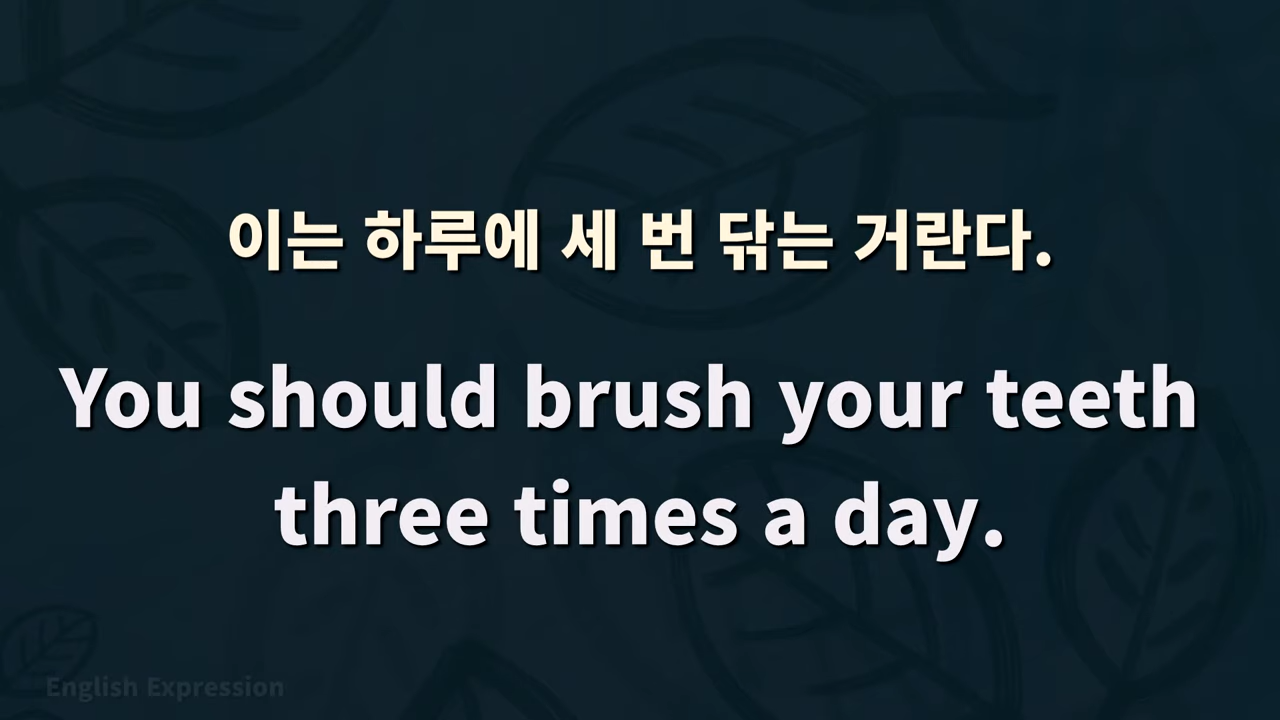 이는 하루에 세 번 닦는 거란다.
You should brush your teeth
three times a day.
English Expression